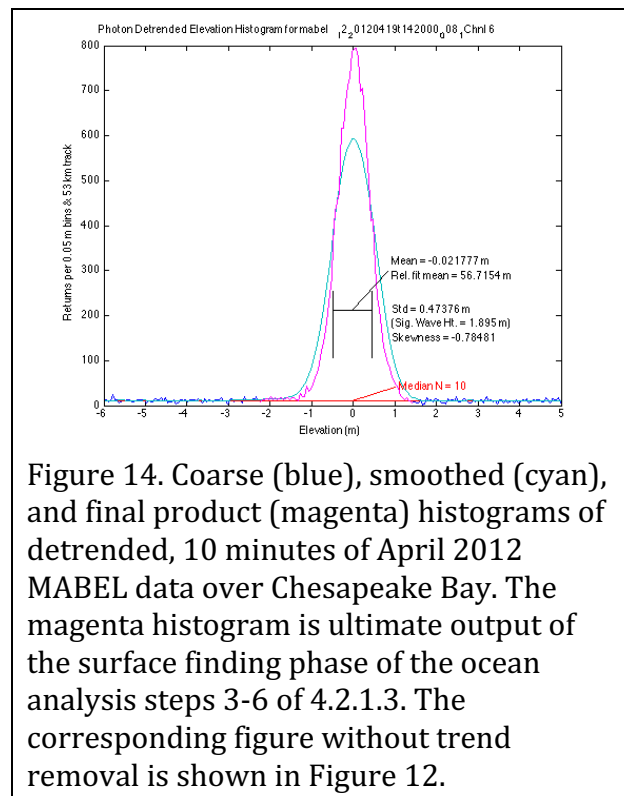 Photon Detrended Elevation Histogram for mabel_l2_20120419t142000_008_1 Chnl 6
800
700
600
500
400
300
200
100
0
Returns per 0.05 m bins & 53 km track
Mean = -0.021777 m
Rel. fit mean = 56.7154 m
Std = 0.47376 m
(Sig. Wave Ht. = 1.895 m)
Skewness = -0.78481
Median N = 10
-6 -5 -4 -3 -2 -1 0 1 2 3 4 5
Elevation (m)
Figure 14. Coarse (blue), smoothed (cyan),
and final product (magenta) histograms of
detrended, 10 minutes of April 2012
MABEL data over Chesapeake Bay. The
magenta histogram is ultimate output of
the surface finding phase of the ocean
analysis steps 3-6 of 4.2.1.3. The
corresponding figure without trend
removal is shown in Figure 12.